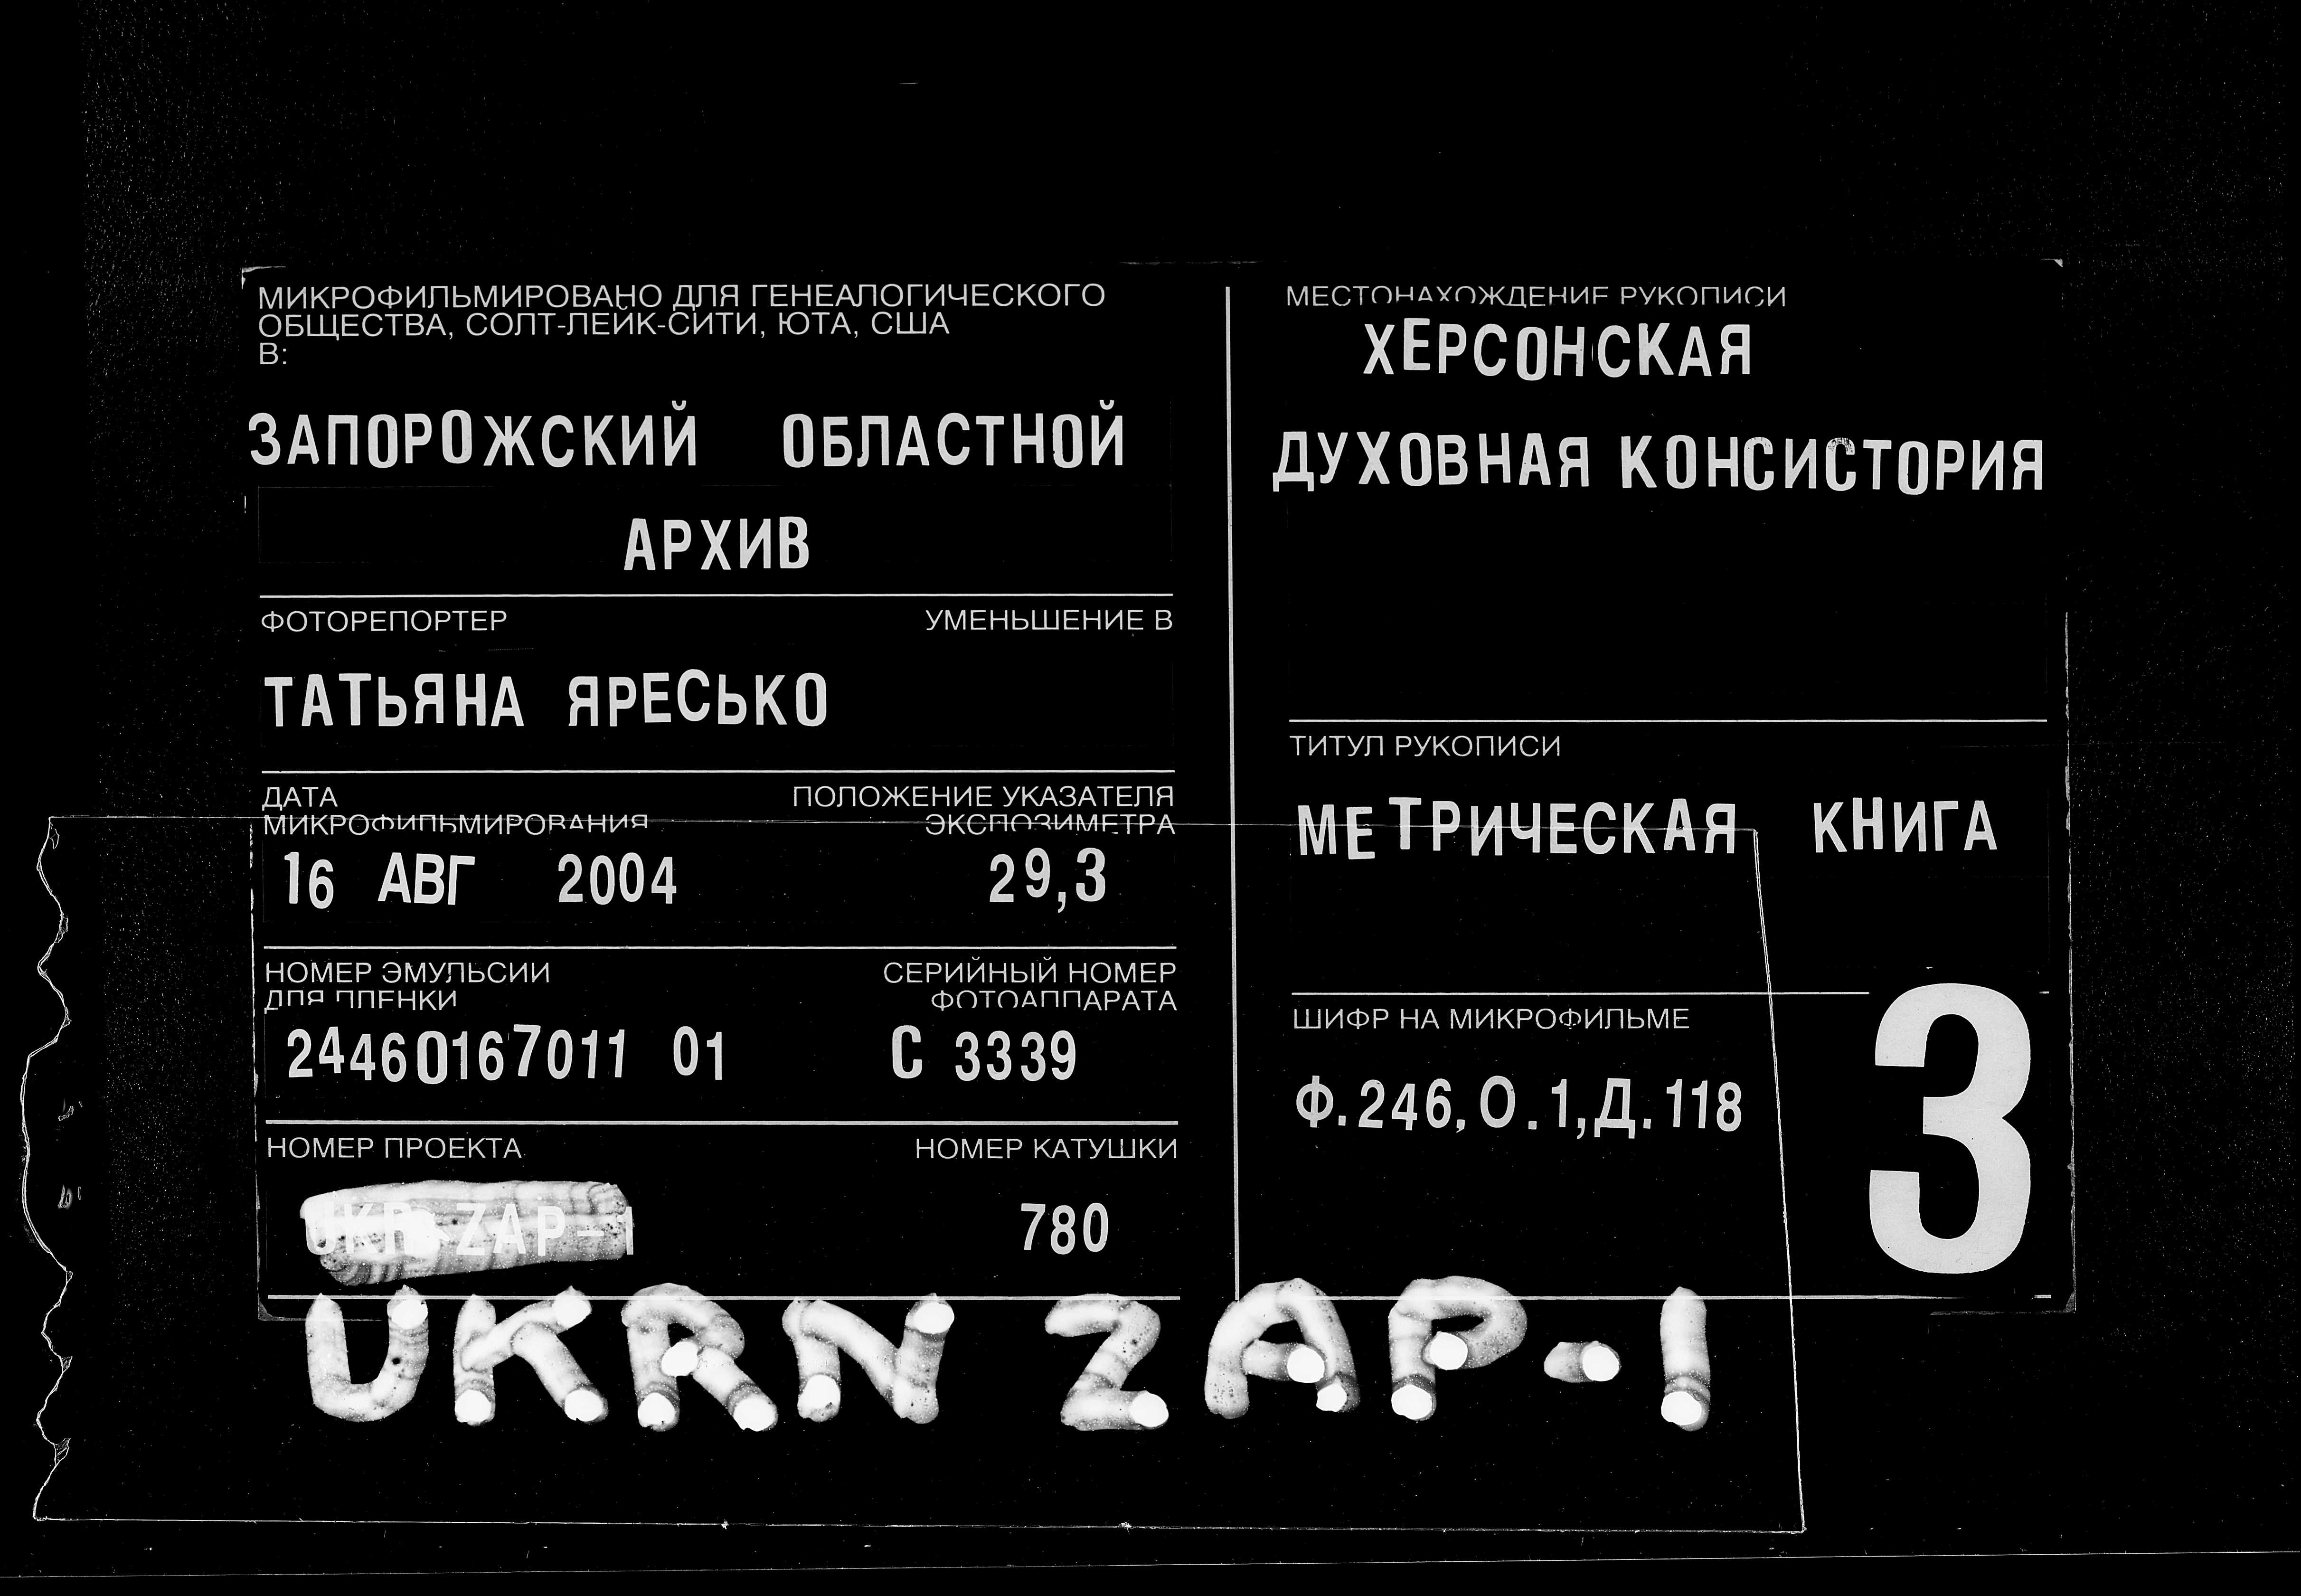 МИКРОФИЛЬМИРОВАНО ДЛЯ ГЕНЕАЛОГИЧЕСКОГО
ОБЩЕСТВА, СОЛТ-ЛЕЙК-СИТИ, ЮТА, США
В:
ЗАПОРОЖСКИЙ ОБЛАСТНОЙ
АРХИВ
ФОТОРЕПОРТЕР УМЕНЬШЕНИЕ В
ТАТЬЯНА ЯРЕСЬКО
ДАТА ПОЛОЖЕНИЕ УКАЗАТЕЛЯ
МИКРОФИЛЬМИРОВАНИЯ ЭКСПОЗИМЕТРА
16 АВГ 2004 29,3
НОМЕР ЭМУЛЬСИИ СЕРИЙНЫЙ НОМЕР
ДЛЯ ПЛЕНКИ ФОТОАППАРАТА
24460167011 01 С 3339
НОМЕР ПРОЕКТА НОМЕР КАТУШКИ
UKR ZAP-1 780
UKRN ZAP-1
МЕСТОНАХОЖДЕНИЕ РУКОПИСИ
ХЕРСОНСКАЯ
ДУХОВНАЯ КОНСИСТОРИЯ
ТИТУЛ РУКОПИСИ
МЕТРИЧЕСКАЯ КНИГА
ШИФР НА МИКРОФИЛЬМЕ
Ф.246,О.1,Д.118
3